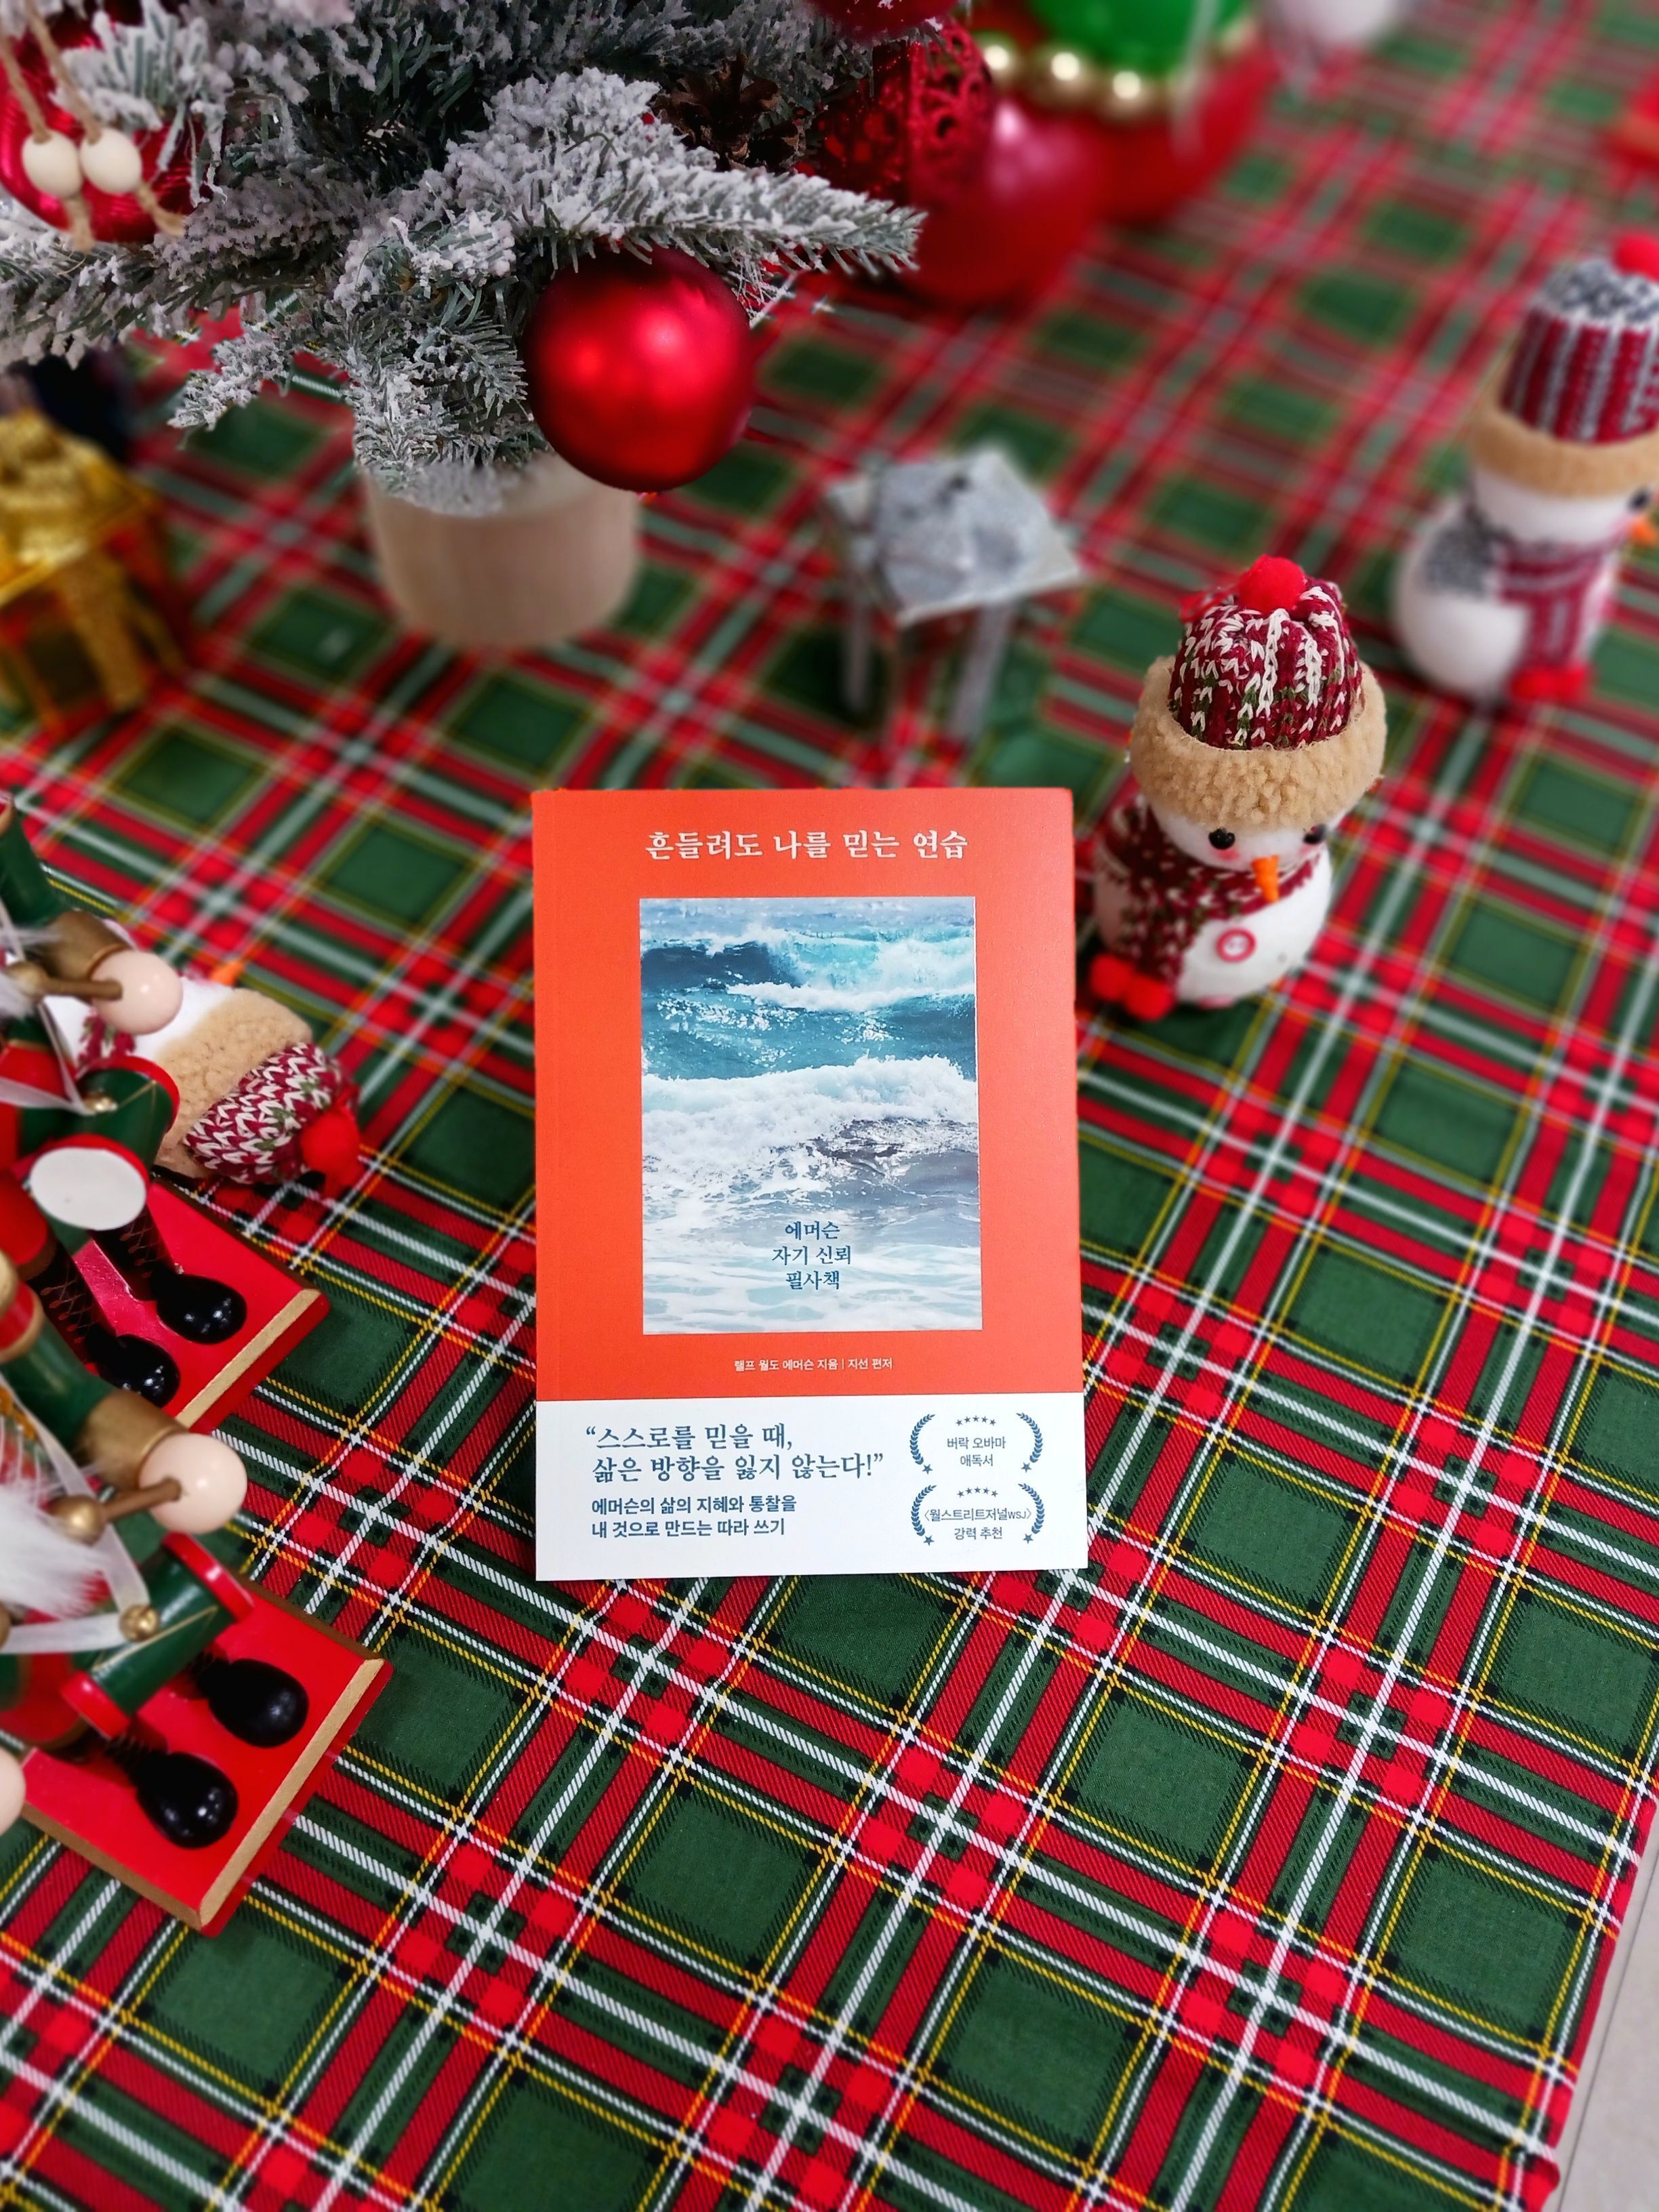 흔들려도 나를 믿는 연습
에머슨
자기 신뢰
필사책
랠프 월도 에머슨 지음 | 지선 편저
“스스로를 믿을 때,
삶은 방향을 잃지 않는다!”
에머슨의 삶의 지혜와 통찰을
내 것으로 만드는 따라 쓰기
버락 오바마
애독서
〈월스트리트저널WSJ〉
강력 추천